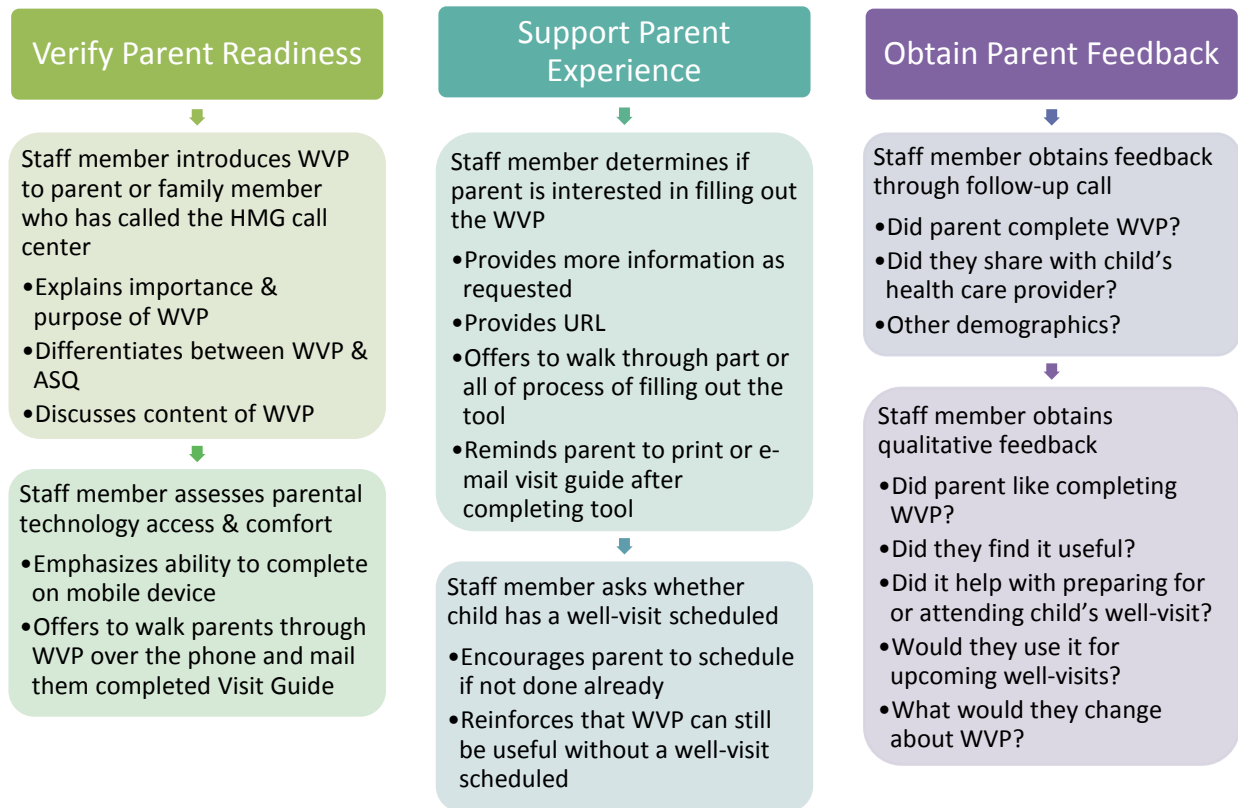 Verify Parent Readiness
Staff member introduces WVP
to parent or family member
who has called the HMG call
center
•Explains importance &
purpose of WVP
•Differentiates between WVP &
ASQ
•Discusses content of WVP
Staff member assesses parental
technology access & comfort
•Emphasizes ability to complete
on mobile device
•Offers to walk parents through
WVP over the phone and mail
them completed Visit Guide
Support Parent
Experience
Staff member determines if
parent is interested in filling out
the WVP
•Provides more information as
requested
•Provides URL
•Offers to walk through part or
all of process of filling out the
tool
•Reminds parent to print or e-
mail visit guide after
completing tool
Staff member asks whether
child has a well-visit scheduled
•Encourages parent to schedule
if not done already
•Reinforces that WVP can still
be useful without a well-visit
scheduled
Obtain Parent Feedback
Staff member obtains feedback
through follow-up call
•Did parent complete WVP?
•Did they share with child’s
health care provider?
•Other demographics?
Staff member obtains
qualitative feedback
•Did parent like completing
WVP?
•Did they find it useful?
•Did it help with preparing for
or attending child’s well-visit?
•Would they use it for
upcoming well-visits?
•What would they change
about WVP?